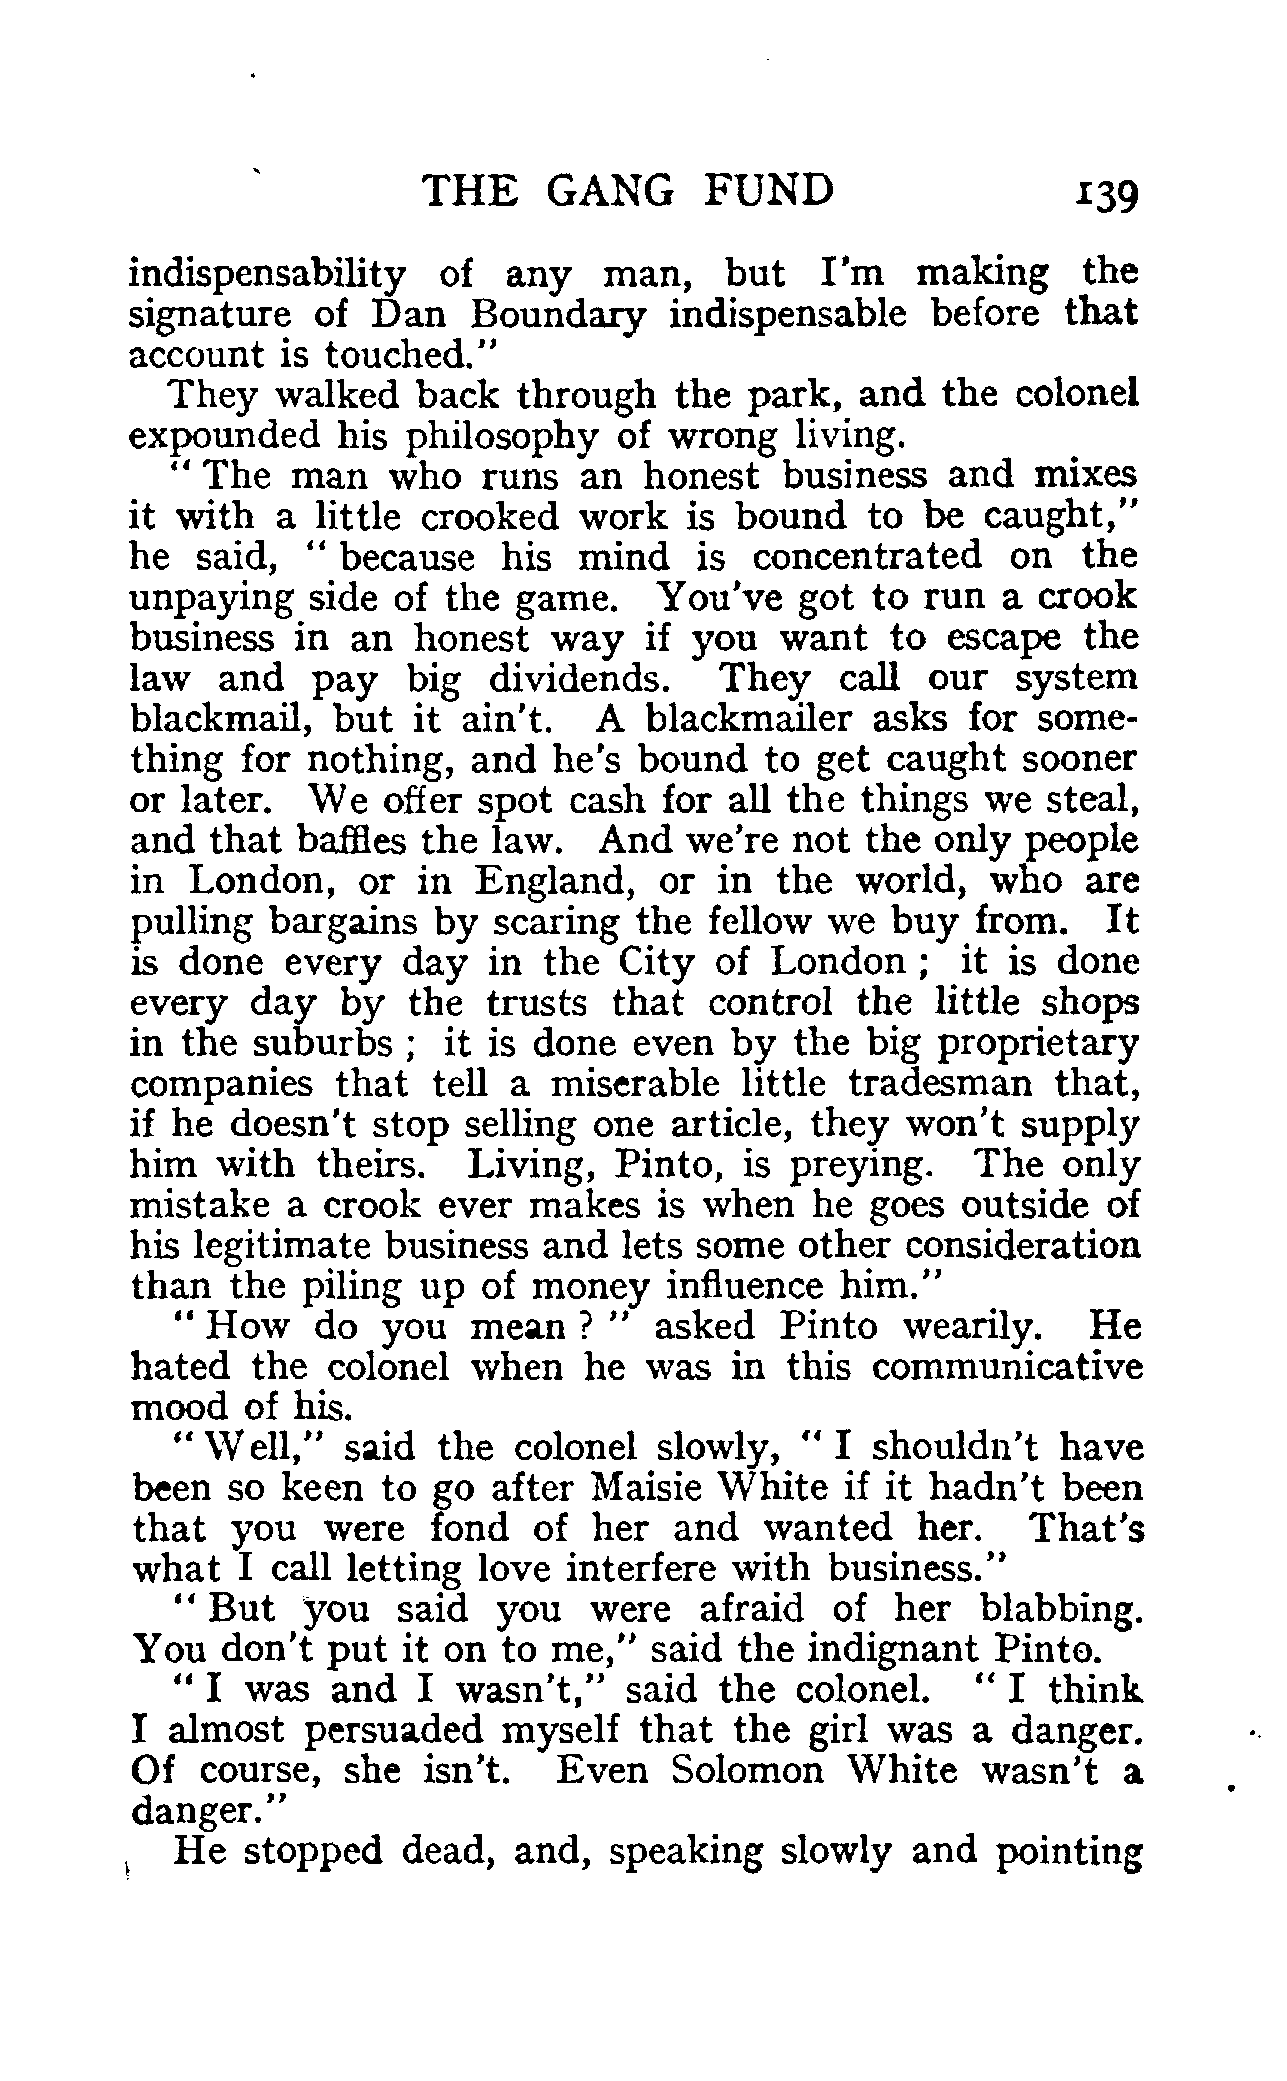 THE GANG FUND 139
indispensability of any man, but I'm making the
signature of Dan Boundary indispensable before that
account is touched."
They walked back through the park, and the colonel
expounded his philosophy of wrong living.
" The man who runs an honest business and mixes
it with a little crooked work is bound to be caught,"
he said, " because his mind is concentrated on the
unpaying side of the game. You've got to run a crook
business in an honest way if you want to escape the
law and pay big dividends. They call our system
blackmail, but it ain't. A blackmailer asks for some-
thing for nothing, and he's bound to get caught sooner
or later. We offer spot cash for all the things we steal,
and that baffles the law. And we're not the only people
in London, or in England, or in the world, who are
pulling bargains by scaring the fellow we buy from. It
is done every day in the City of London ; it is done
every day by the trusts that control the little shops
in the suburbs ; it is done even by the big proprietary
companies that tell a miserable little tradesman that,
if he doesn't stop selling one article, they won't supply
him with theirs. Living, Pinto, is preying. The only
mistake a crook ever makes is when he goes outside of
his legitimate business and lets some other consideration
than the piling up of money influence him."
" How do you mean ? " asked Pinto wearily. He
hated the colonel when he was in this communicative
mood of his.
" Well," said the colonel slowly, " I shouldn't have
been so keen to go after Maisie White if it hadn't been
that you were fond of her and wanted her. That's
what I call letting love interfere with business."
" But you said you were afraid of her blabbing.
You don't put it on to me," said the indignant Pinto.
" I was and I wasn't," said the colonel. " I think
I almost persuaded myself that the girl was a danger.
Of course, she isn't. Even Solomon White wasn't a
danger."
He stopped dead, and, speaking slowly and pointing